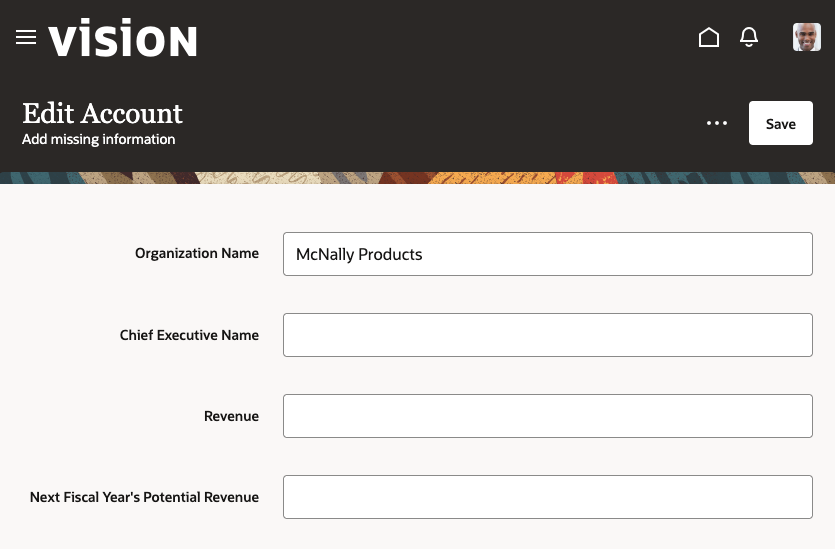 vision
Edit Account
Add missing information
Save
Organization Name
McNally Products
Chief Executive Name
Revenue
Next Fiscal Year's Potential Revenue